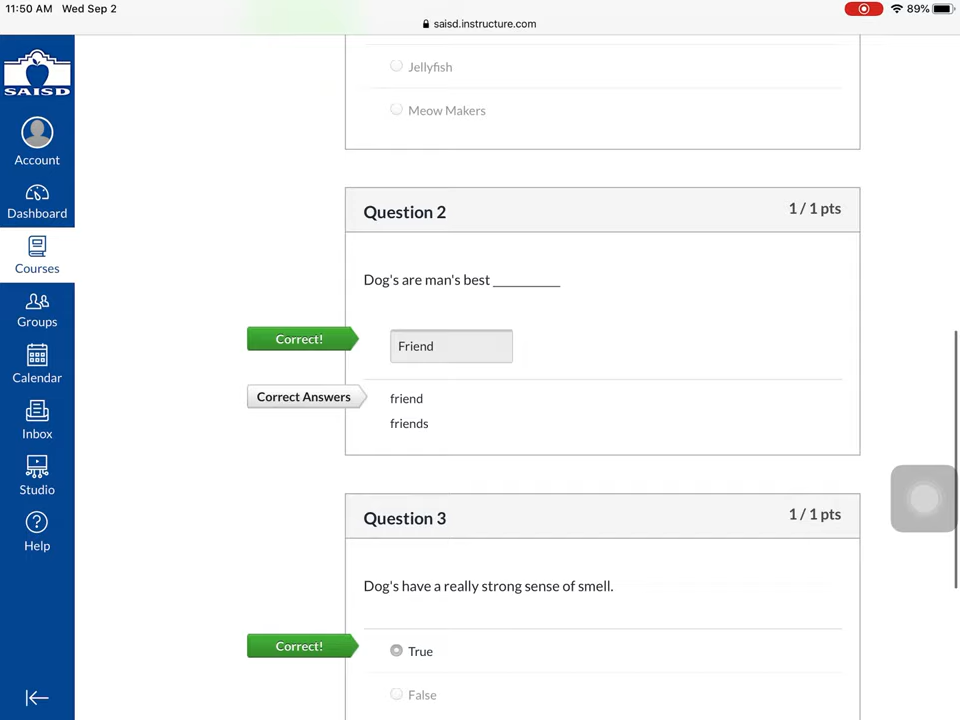 11:50 AM Wed Sep 2
89%
saisd.instructure.com
SAISD
Account
Dashboard
Courses
Groups
Calendar
Inbox
Studio
Help
Jellyfish
Meow Makers
Question 2
1 / 1 pts
Dog's are man's best __________
Correct!
Friend
Correct Answers
friend
friends
Question 3
1 / 1 pts
Dog's have a really strong sense of smell.
Correct!
True
False